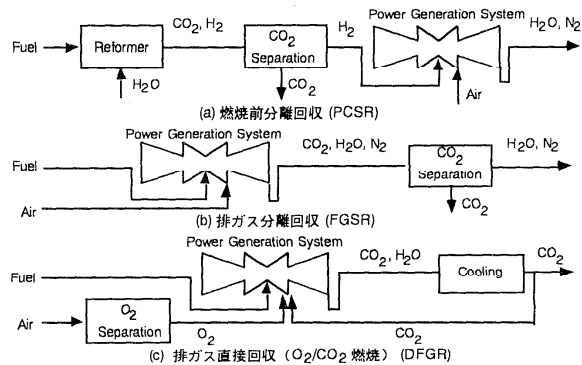 Power Generation System
CO2, H2
CO2
H2
H2O, N2
Fuel
Reformer
Separation
H2O
CO2
Air
(a) 燃焼前分離回収 (PCSR)
Power Generation System
Fuel
CO2, H2O, N2
CO2
Separation
H2O, N2
Air
CO2
(b) 排ガス分離回収 (FGSR)
Power Generation System
CO2, H2O
CO2
Fuel
Cooling
Air
O2
Separation
O2
CO2
(c) 排ガス直接回収（O2/CO2 燃焼）(DFGR)